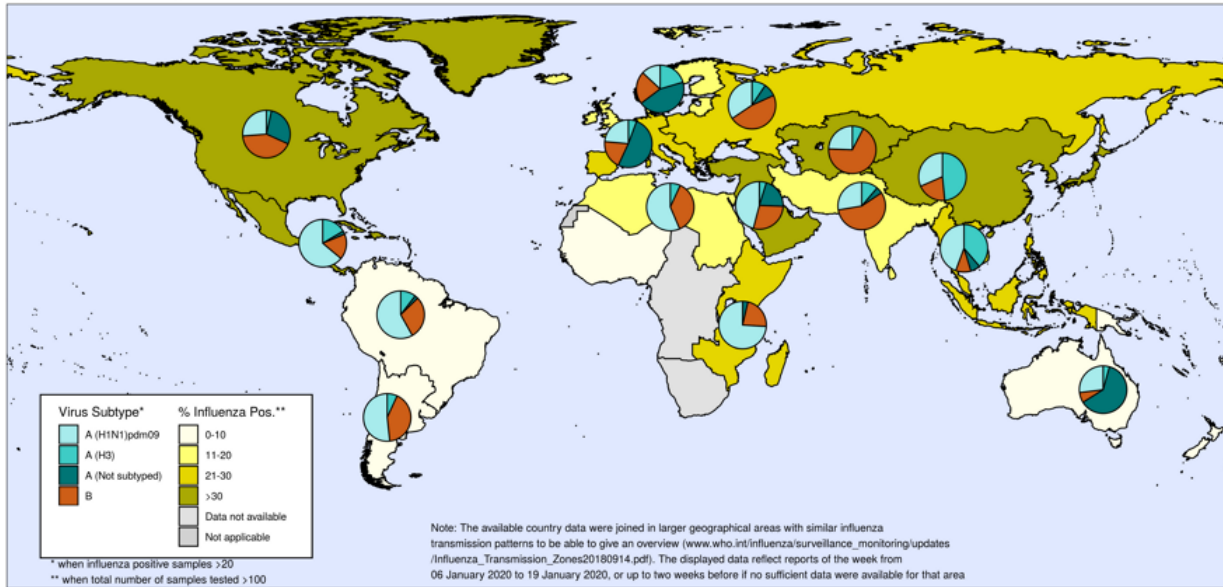 Virus Subtype*
A (H1N1)pdm09
A (H3)
A (Not subtyped)
B
% Influenza Pos.**
0-10
11-20
21-30
>30
Data not available
Not applicable
* when influenza positive samples >20
** when total number of samples tested >100
Note: The available country data were joined in larger geographical areas with similar influenza
transmission patterns to be able to give an overview (www.who.int/influenza/surveillance_monitoring/updates
/Influenza_Transmission_Zones20180914.pdf). The displayed data reflect reports of the week from
06 January 2020 to 19 January 2020, or up to two weeks before if no sufficient data were available for that area